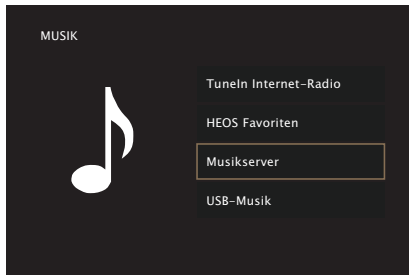 MUSIK
TuneIn Internet-Radio
HEOS Favoriten
Musikserver
USB-Musik